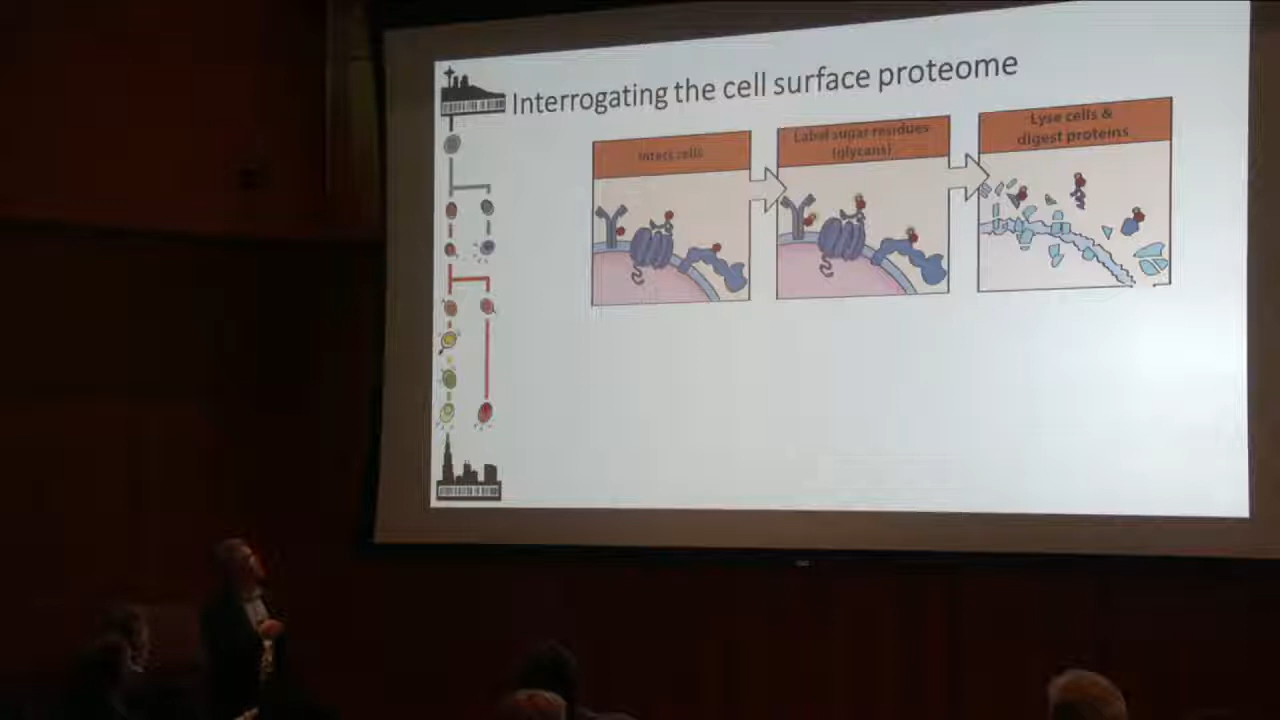 Interrogating the cell surface proteome
Intact cells
Label sugar residues
(glycans)
Lyse cells &
digest proteins